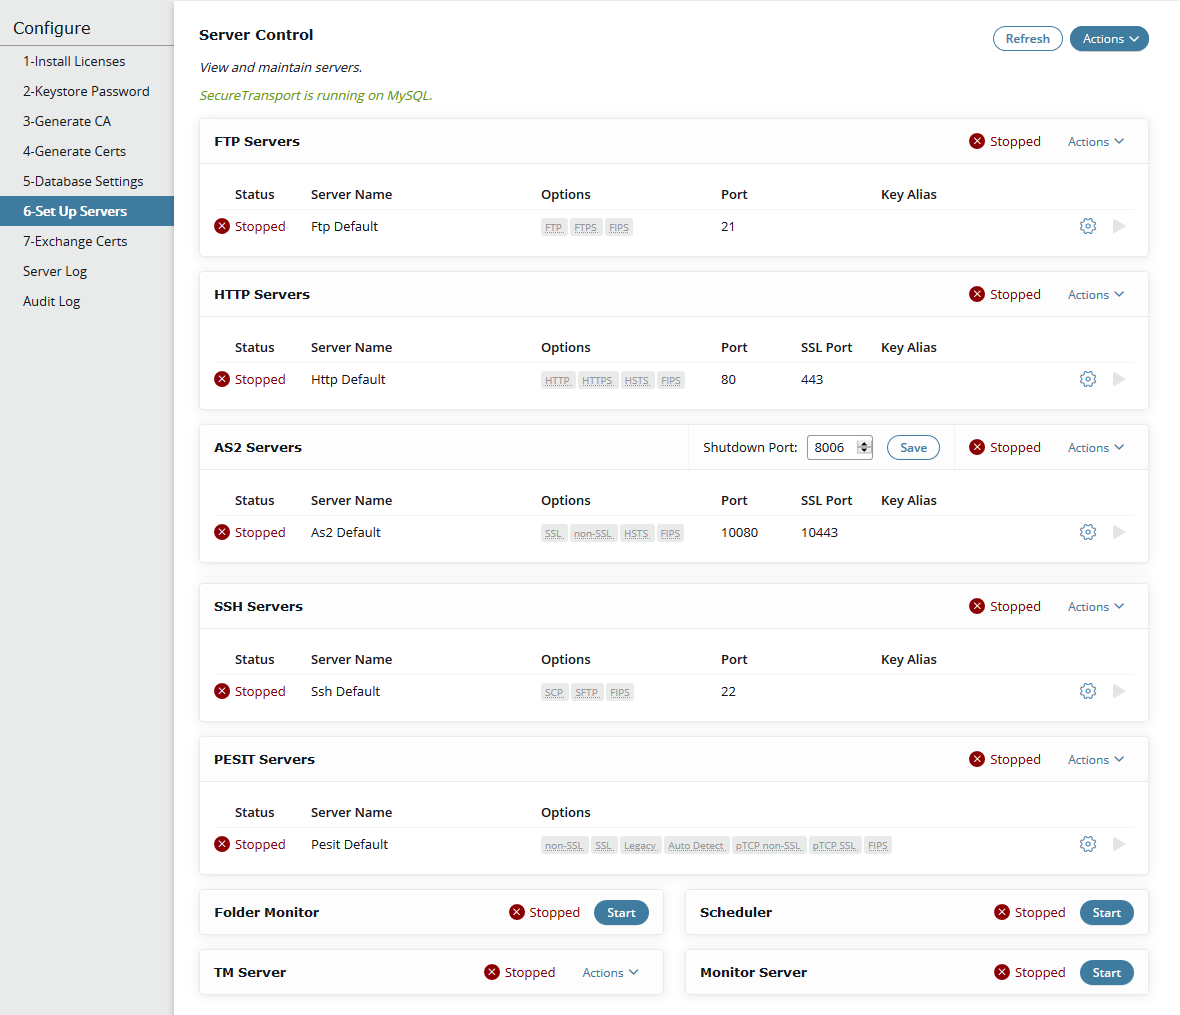 Configure
1-Install Licenses
2-Keystore Password
3-Generate CA
4-Generate Certs
5-Database Settings
6-Set Up Servers
7-Exchange Certs
Server Log
Audit Log
Server Control
Refresh Actions
View and maintain servers.
SecureTransport is running on MySQL.
FTP Servers Stopped Actions
Status Server Name Options Port Key Alias
Stopped Ftp Default FTP FTPS FIPS 21
HTTP Servers Stopped Actions
Status Server Name Options Port SSL Port Key Alias
Stopped Http Default HTTP HTTPS HSTS FIPS 80 443
AS2 Servers Shutdown Port: 8006 Save Stopped Actions
Status Server Name Options Port SSL Port Key Alias
Stopped As2 Default SSL non-SSL HSTS FIPS 10080 10443
SSH Servers Stopped Actions
Status Server Name Options Port Key Alias
Stopped Ssh Default SCP SFTP FIPS 22
PESIT Servers Stopped Actions
Status Server Name Options
Stopped Pesit Default non-SSL SSL Legacy Auto Detect pTCP non-SSL pTCP SSL FIPS
Folder Monitor Stopped Start
Scheduler Stopped Start
TM Server Stopped Actions
Monitor Server Stopped Start